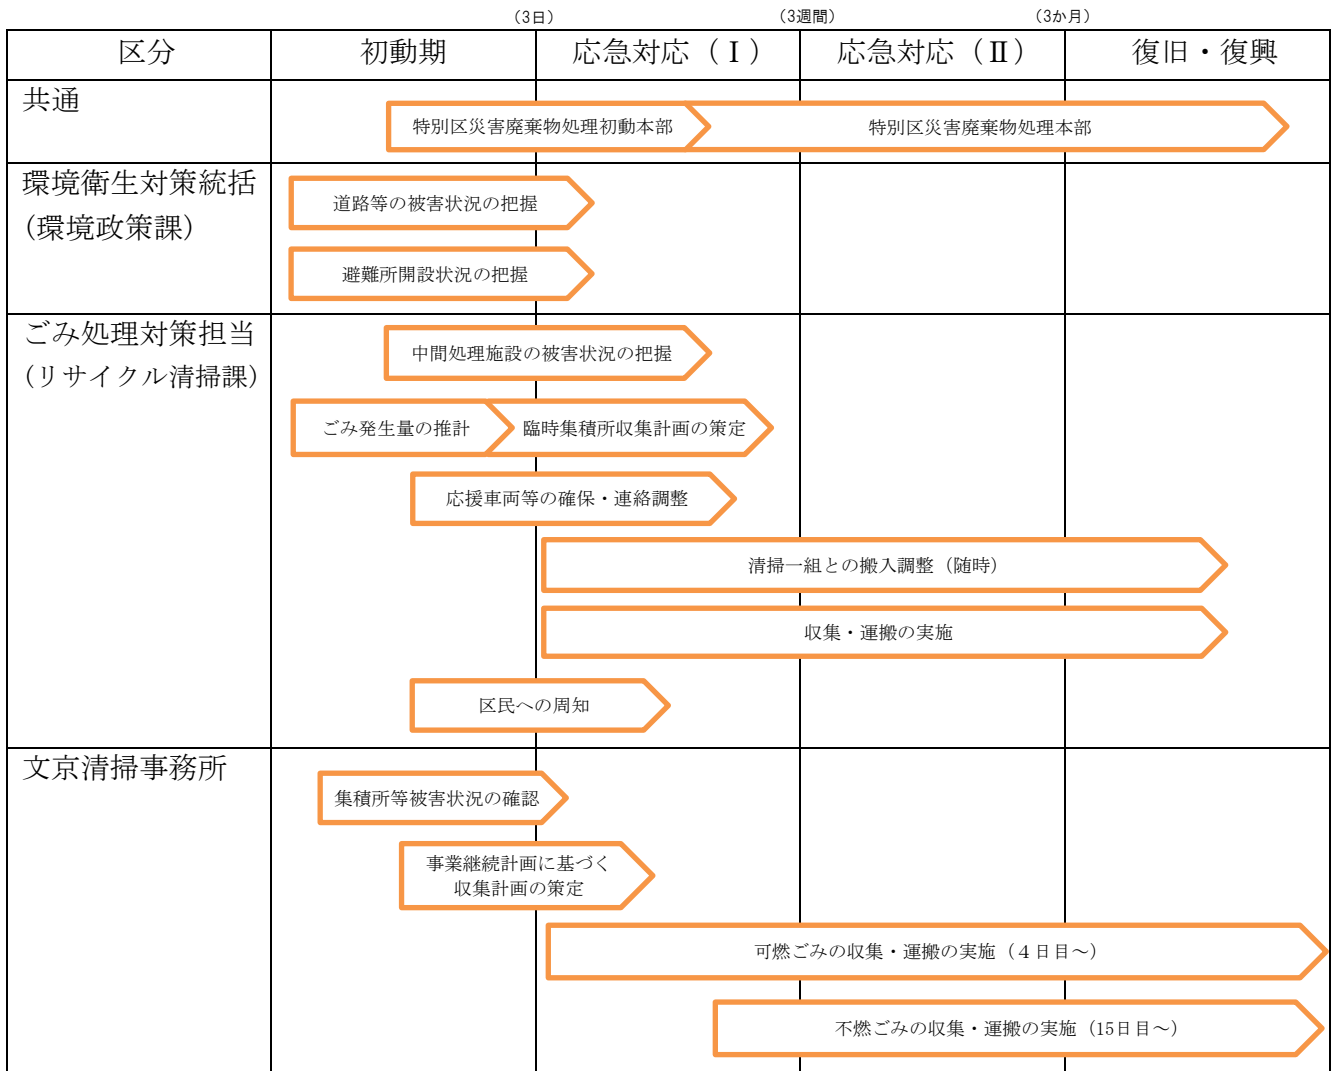 （3日）
（3週間）
（3か月）
区分
初動期
応急対応（Ⅰ）
応急対応（Ⅱ）
復旧・復興
共通
特別区災害廃棄物処理初動本部
特別区災害廃棄物処理本部
環境衛生対策統括
（環境政策課）
道路等の被害状況の把握
避難所開設状況の把握
ごみ処理対策担当
（リサイクル清掃課）
中間処理施設の被害状況の把握
ごみ発生量の推計
臨時集積所収集計画の策定
応援車両等の確保・連絡調整
清掃一組との搬入調整（随時）
収集・運搬の実施
区民への周知
文京清掃事務所
集積所等被害状況の確認
事業継続計画に基づく
収集計画の策定
可燃ごみの収集・運搬の実施（４日目～）
不燃ごみの収集・運搬の実施（15日目～）